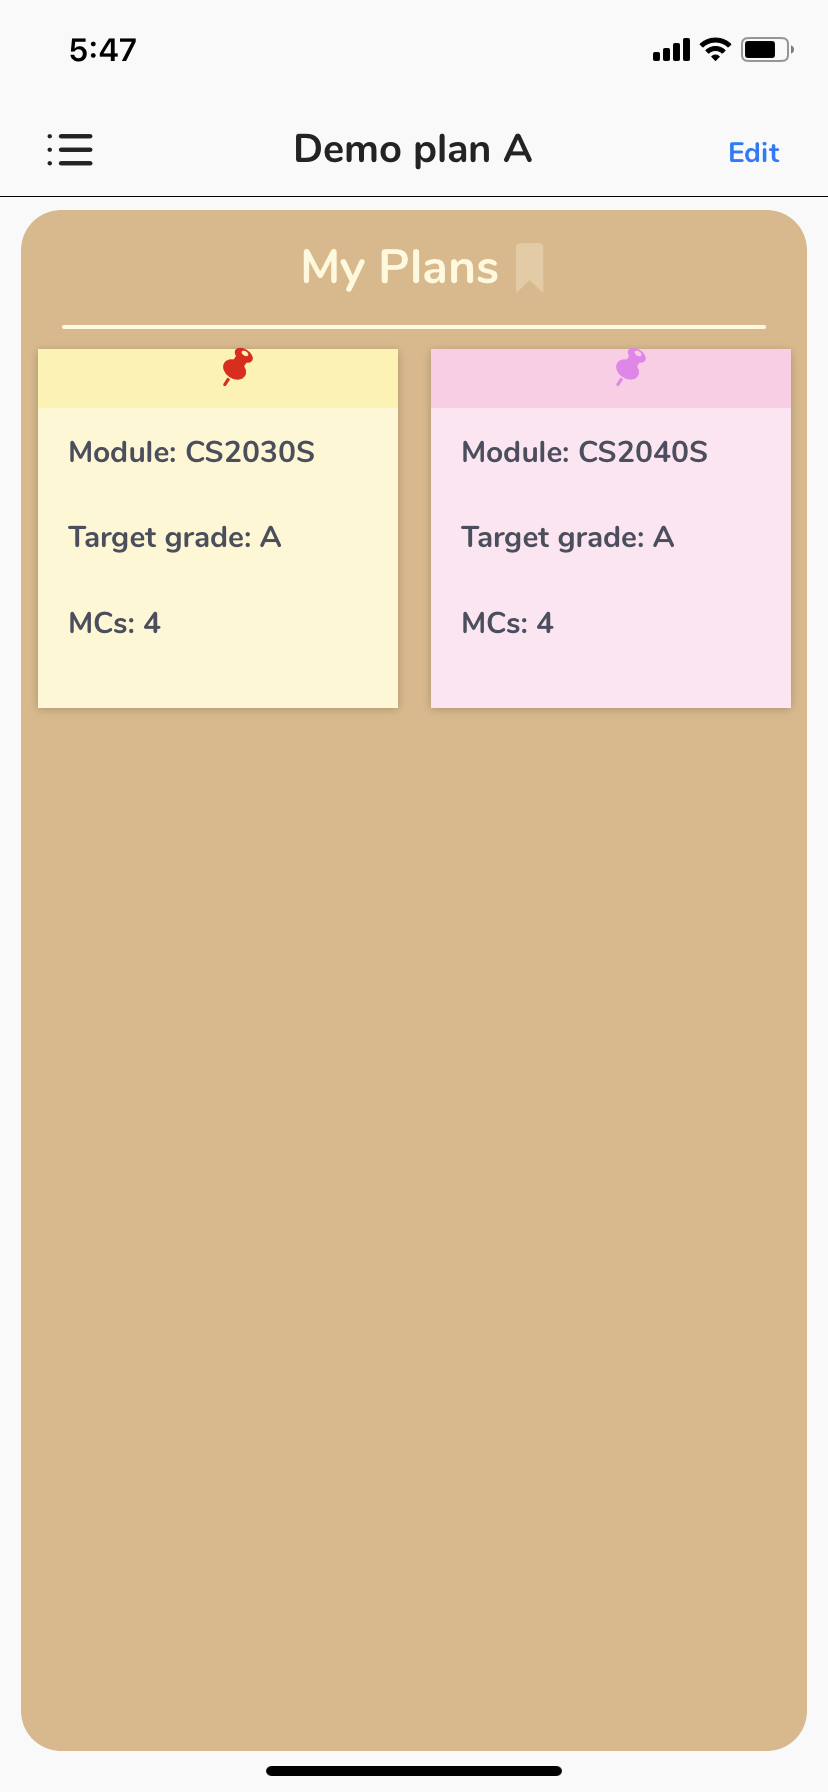 5:47
Demo plan A
Edit
My Plans
Module: CS2030S
Target grade: A
MCs: 4
Module: CS2040S
Target grade: A
MCs: 4